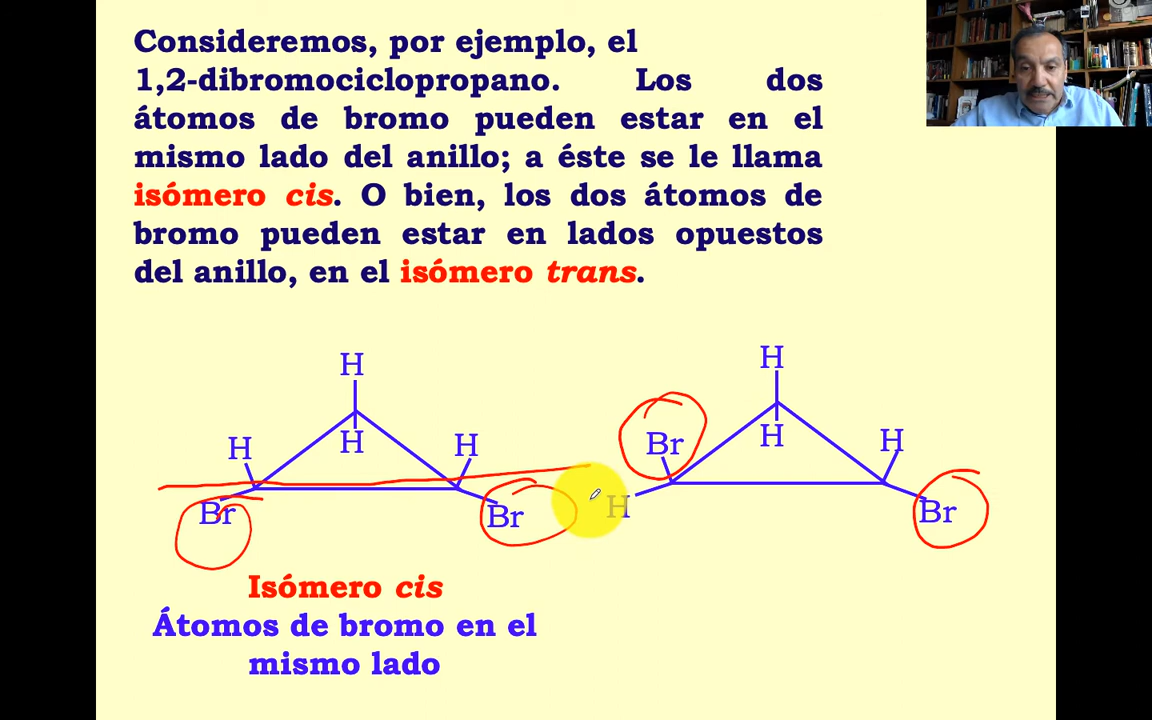 Consideremos, por ejemplo, el
1,2-dibromociclopropano. Los dos
átomos de bromo pueden estar en el
mismo lado del anillo; a éste se le llama
isómero cis. O bien, los dos átomos de
bromo pueden estar en lados opuestos
del anillo, en el isómero trans.
H
H
H
H
Br
Br
H
Br
H
H
H
Br
Isómero cis
Átomos de bromo en el
mismo lado